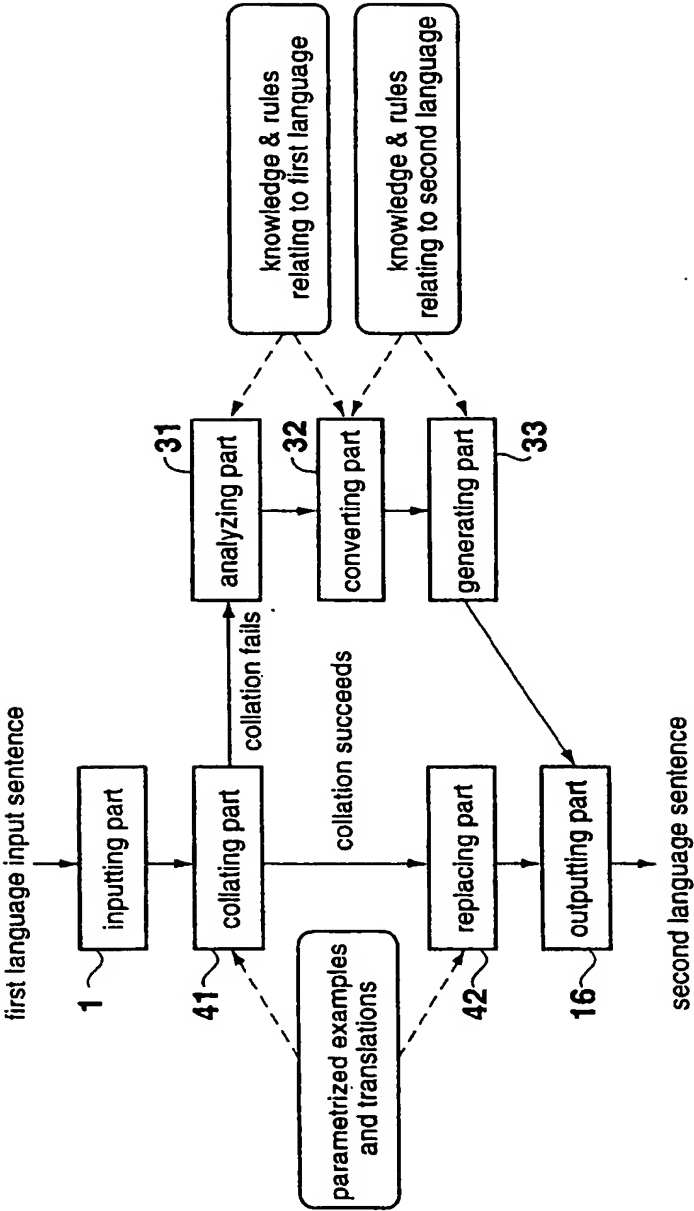 first language input sentence
inputting part
1
collating part
41
collation fails
collation succeeds
parametrized examples
and translations
replacing part
42
outputting part
16
second language sentence
analyzing part
31
converting part
32
generating part
33
knowledge & rules
relating to first language
knowledge & rules
relating to second language